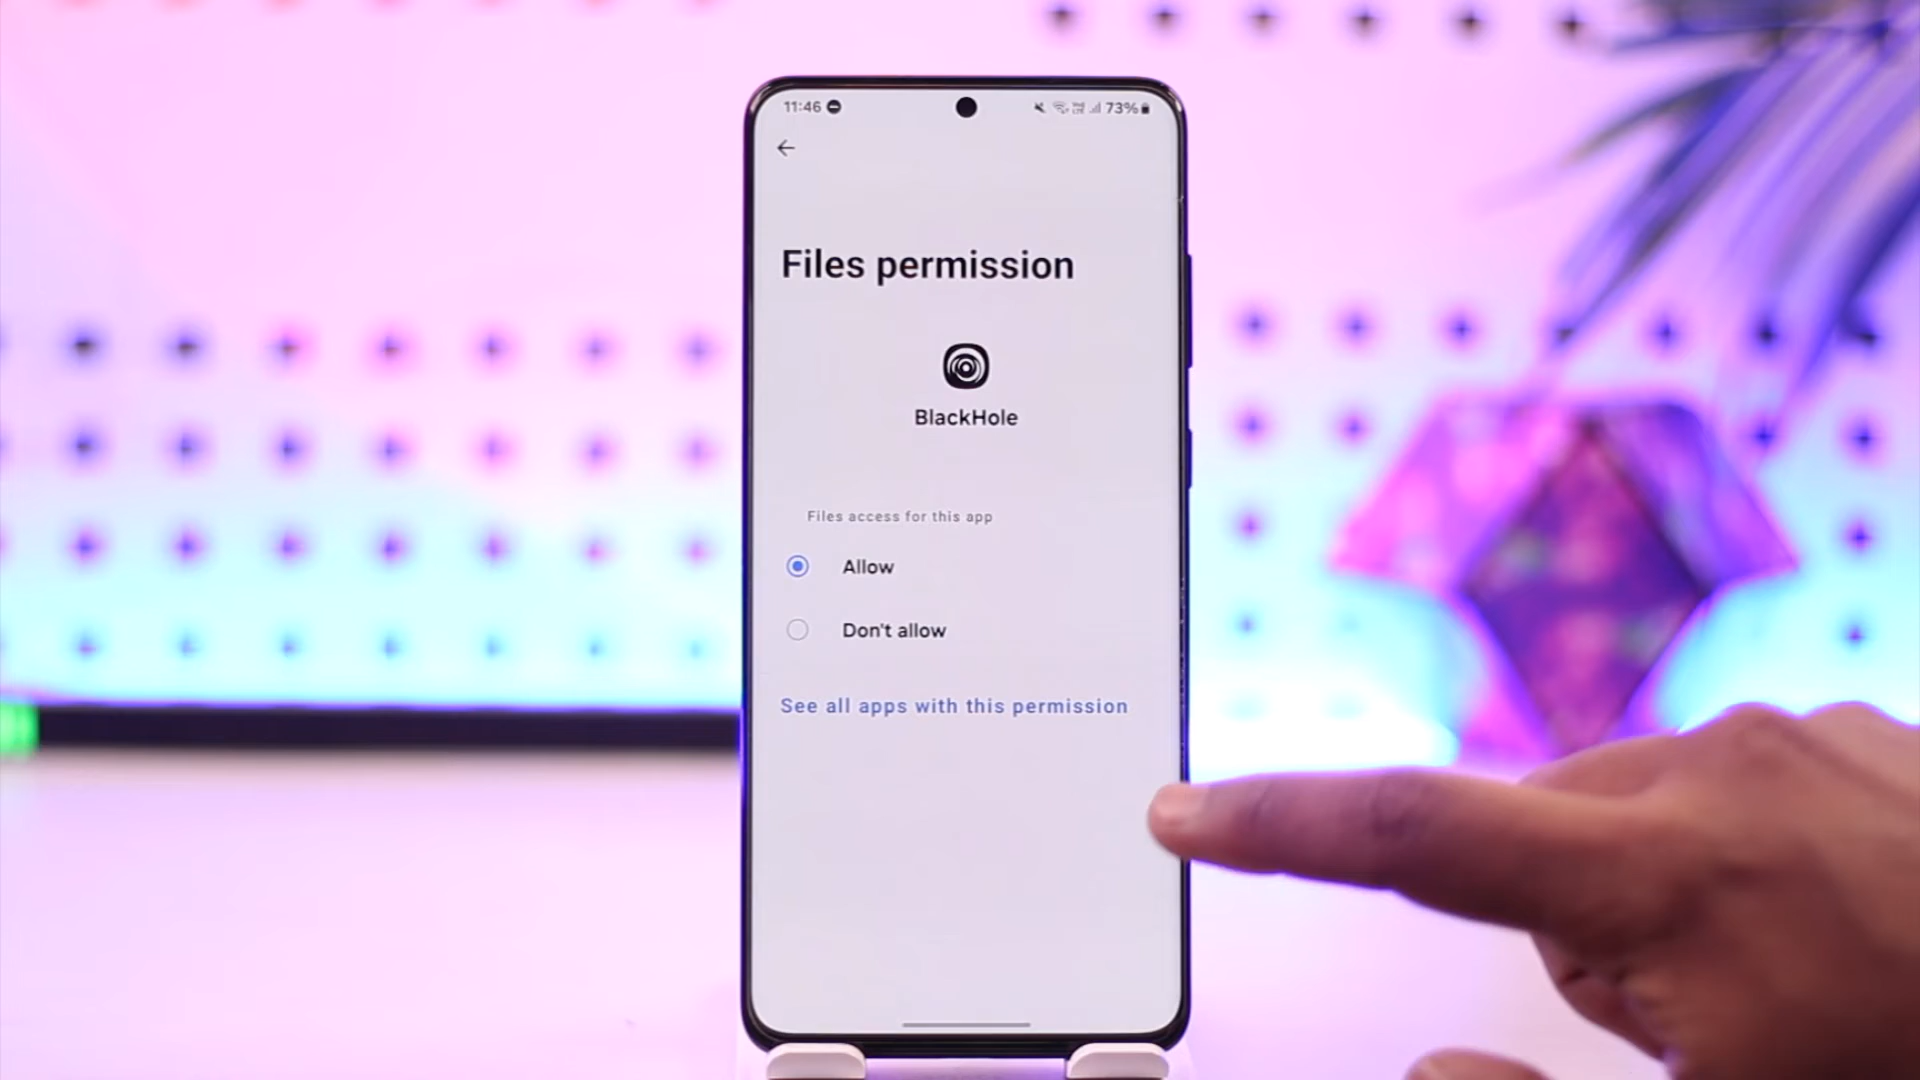 11:46 73%
Files permission
BlackHole
Files access for this app
Allow
Don't allow
See all apps with this permission